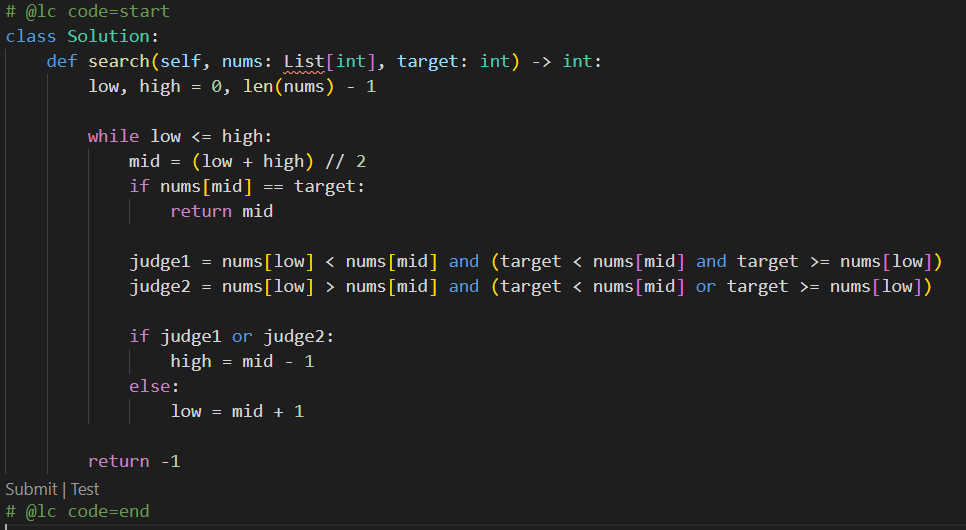 # @lc code=start
class Solution:
    def search(self, nums: List[int], target: int) -> int:
        low, high = 0, len(nums) - 1

        while low <= high:
            mid = (low + high) // 2
            if nums[mid] == target:
                return mid

            judge1 = nums[low] < nums[mid] and (target < nums[mid] and target >= nums[low])
            judge2 = nums[low] > nums[mid] and (target < nums[mid] or target >= nums[low])

            if judge1 or judge2:
                high = mid - 1
            else:
                low = mid + 1

        return -1
Submit | Test
# @lc code=end